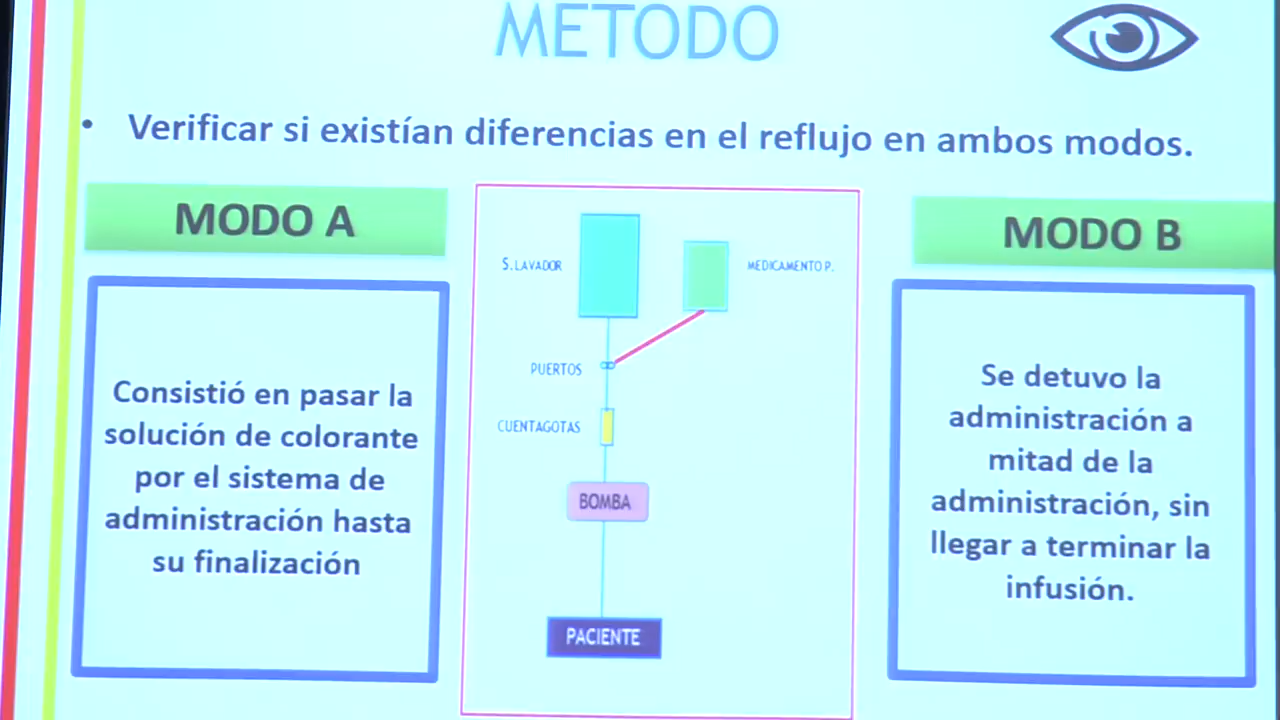 METODO
• Verificar si existían diferencias en el reflujo en ambos modos.
MODO A
Consistió en pasar la
solución de colorante
por el sistema de
administración hasta
su finalización
S. LAVADOR
MEDICAMENTO P.
PUERTOS
CUENTAGOTAS
BOMBA
PACIENTE
MODO B
Se detuvo la
administración a
mitad de la
administración, sin
llegar a terminar la
infusión.